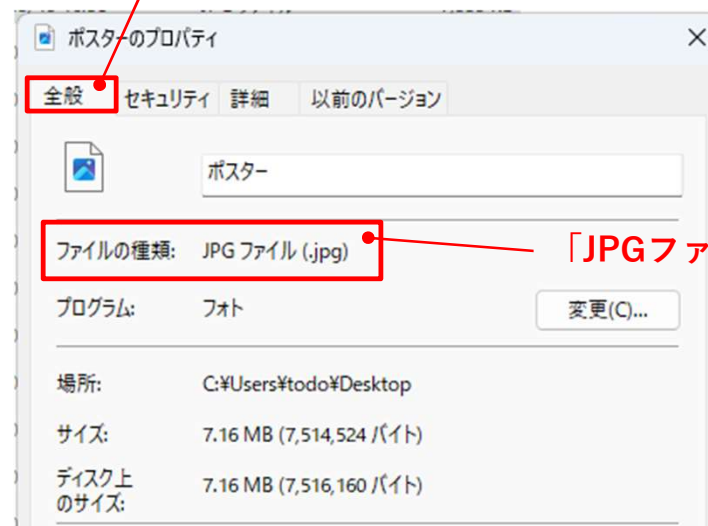 ポスターのプロパティ
全般 セキュリティ 詳細 以前のバージョン
ポスター
ファイルの種類: JPG ファイル (.jpg)
「JPGファ
プログラム: フォト 変更(C)...
場所: C:¥Users¥todo¥Desktop
サイズ: 7.16 MB (7,514,524 バイト)
ディスク上
のサイズ: 7.16 MB (7,516,160 バイト)